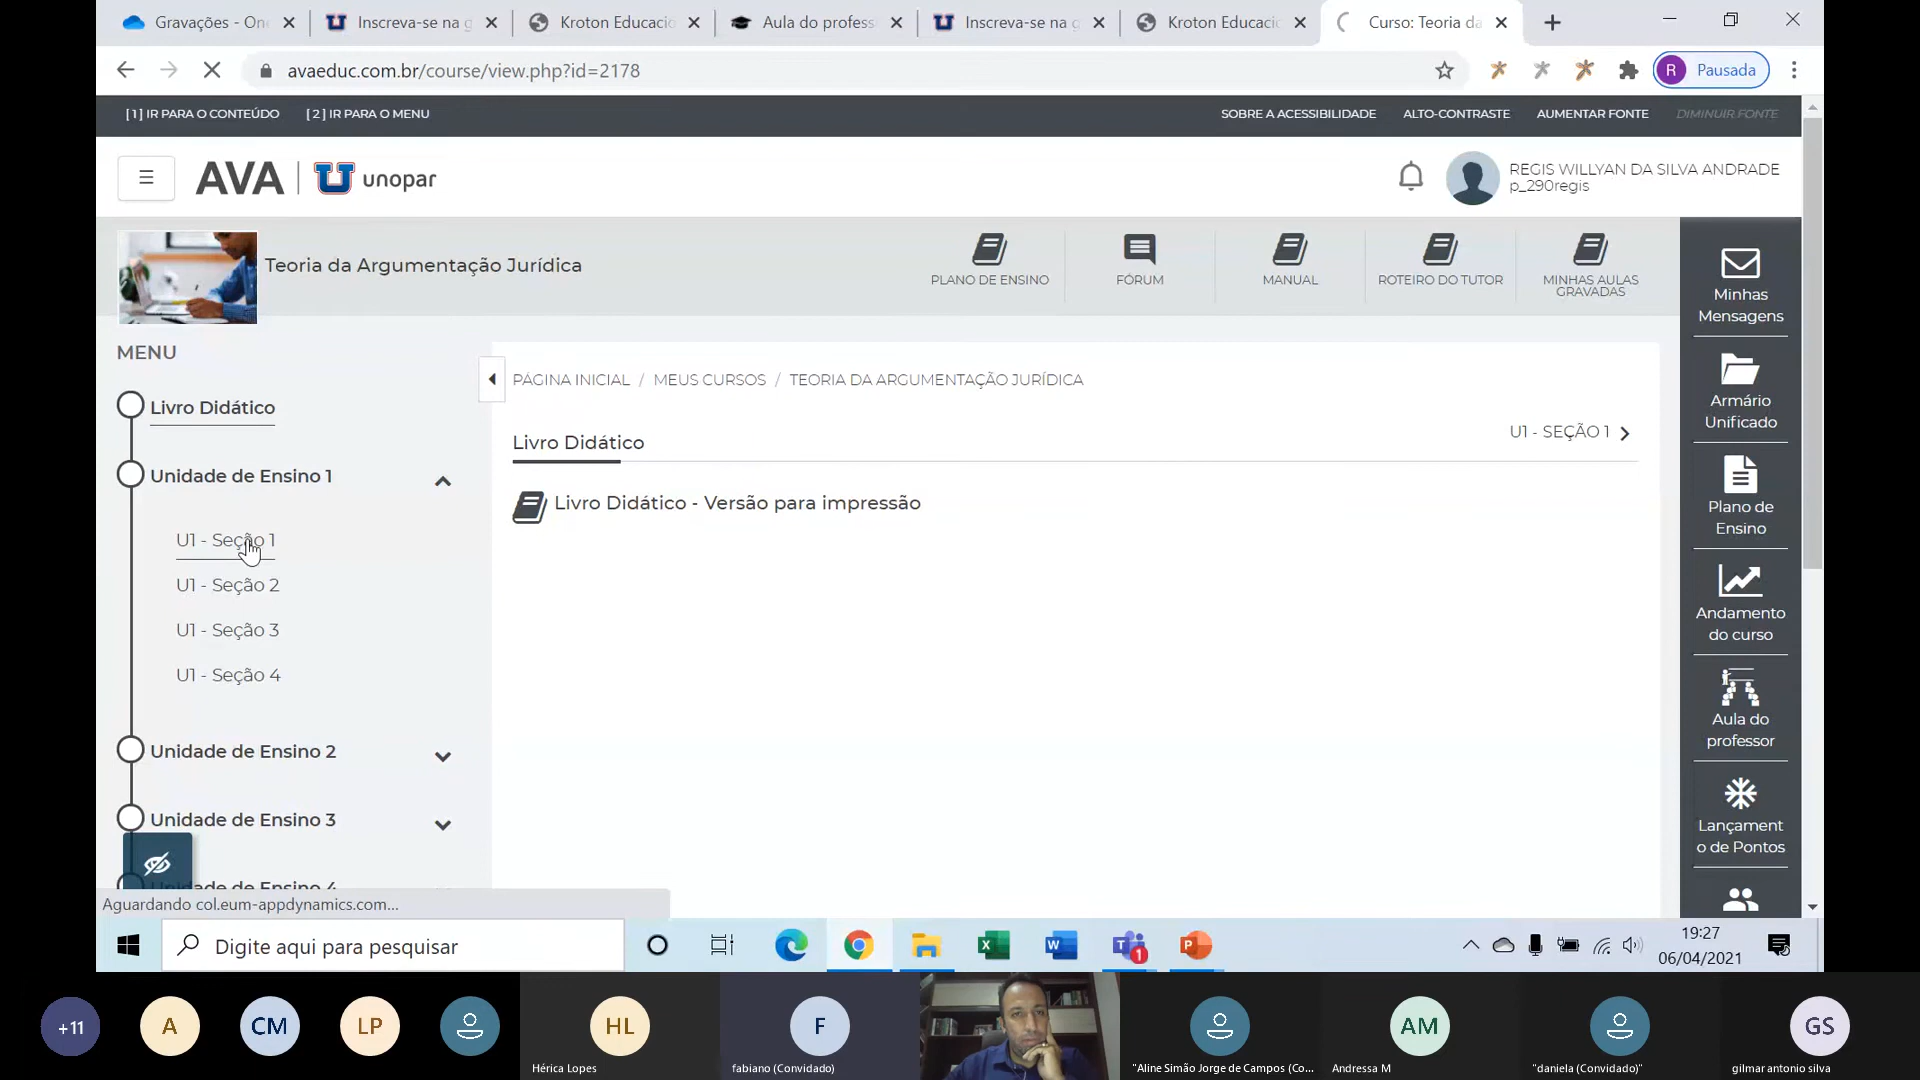 Gravações - On
Inscreva-se na g
Kroton Educacio
Aula do profess
Inscreva-se na g
Kroton Educacio
Curso: Teoria da
avaeduc.com.br/course/view.php?id=2178
R Pausada
[ 1 ] IR PARA O CONTEÚDO
[ 2 ] IR PARA O MENU
SOBRE A ACESSIBILIDADE
ALTO-CONTRASTE
AUMENTAR FONTE
DIMINUIR FONTE
AVA
unopar
REGIS WILLYAN DA SILVA ANDRADE
p_290regis
Teoria da Argumentação Jurídica
PLANO DE ENSINO
FÓRUM
MANUAL
ROTEIRO DO TUTOR
MINHAS AULAS
GRAVADAS
MENU
Livro Didático
Unidade de Ensino 1
U1 - Seção 1
U1 - Seção 2
U1 - Seção 3
U1 - Seção 4
Unidade de Ensino 2
Unidade de Ensino 3
Unidade de Ensino 4
PÁGINA INICIAL / MEUS CURSOS / TEORIA DA ARGUMENTAÇÃO JURÍDICA
U1 - SEÇÃO 1
Livro Didático
Livro Didático - Versão para impressão
Minhas
Mensagens
Armário
Unificado
Plano de
Ensino
Andamento
do curso
Aula do
professor
Lançament
o de Pontos
Aguardando col.eum-appdynamics.com...
Digite aqui para pesquisar
1
19:27
06/04/2021
+11
A
CM
LP
HL
Hérica Lopes
F
fabiano (Convidado)
"Aline Simão Jorge de Campos (Co...
AM
Andressa M
"daniela (Convidado)"
GS
gilmar antonio silva